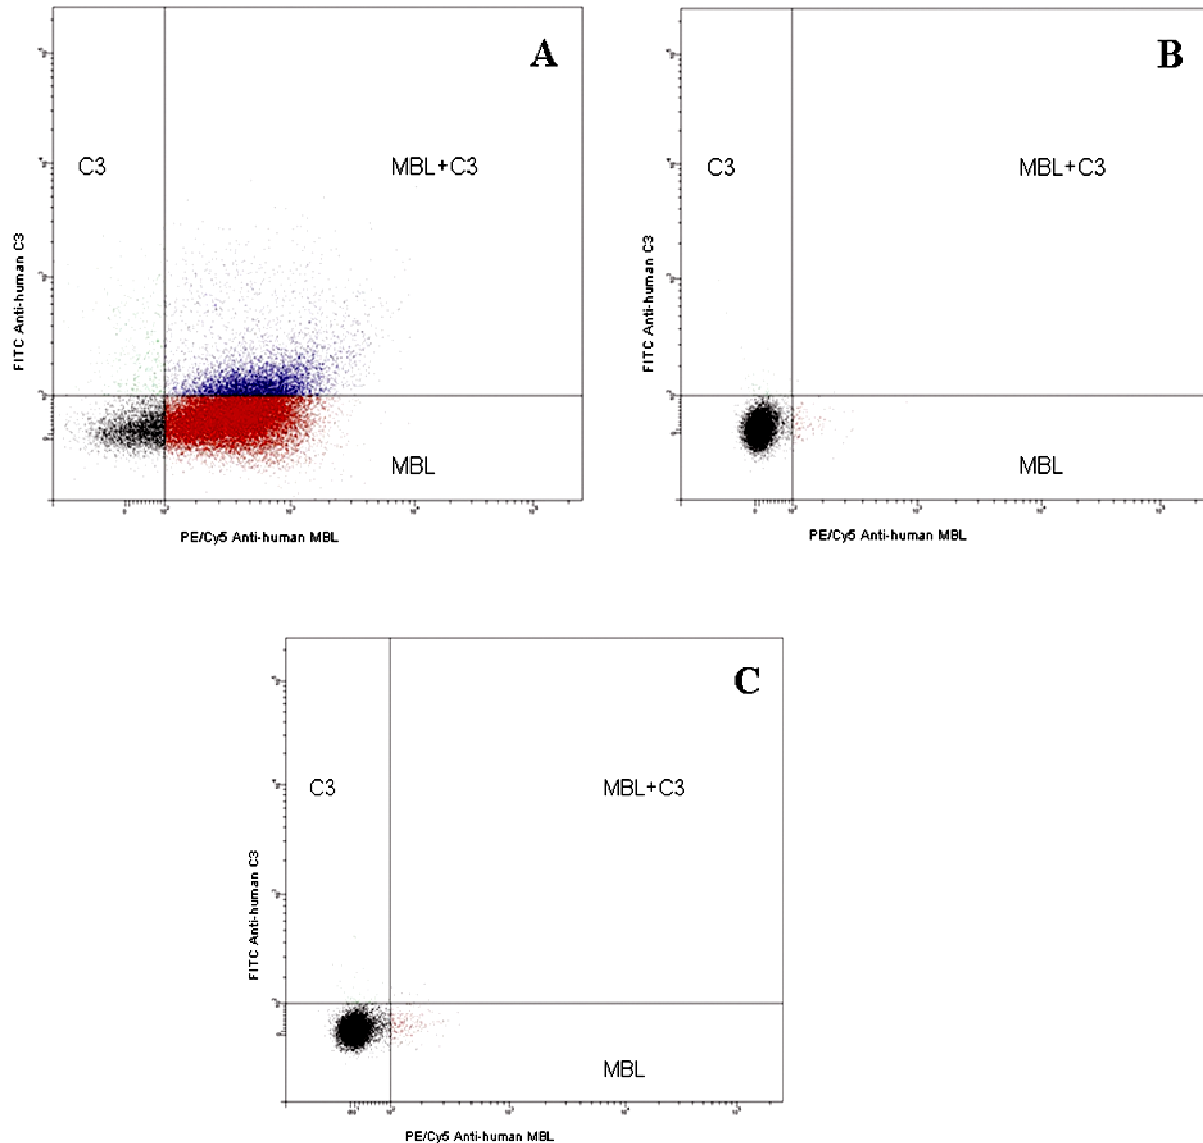 A
C3
MBL+C3
MBL
FITC Anti-human C3
PE/Cy5 Anti-human MBL
B
C3
MBL+C3
MBL
FITC Anti-human C3
PE/Cy5 Anti-human MBL
C
C3
MBL+C3
MBL
FITC Anti-human C3
PE/Cy5 Anti-human MBL